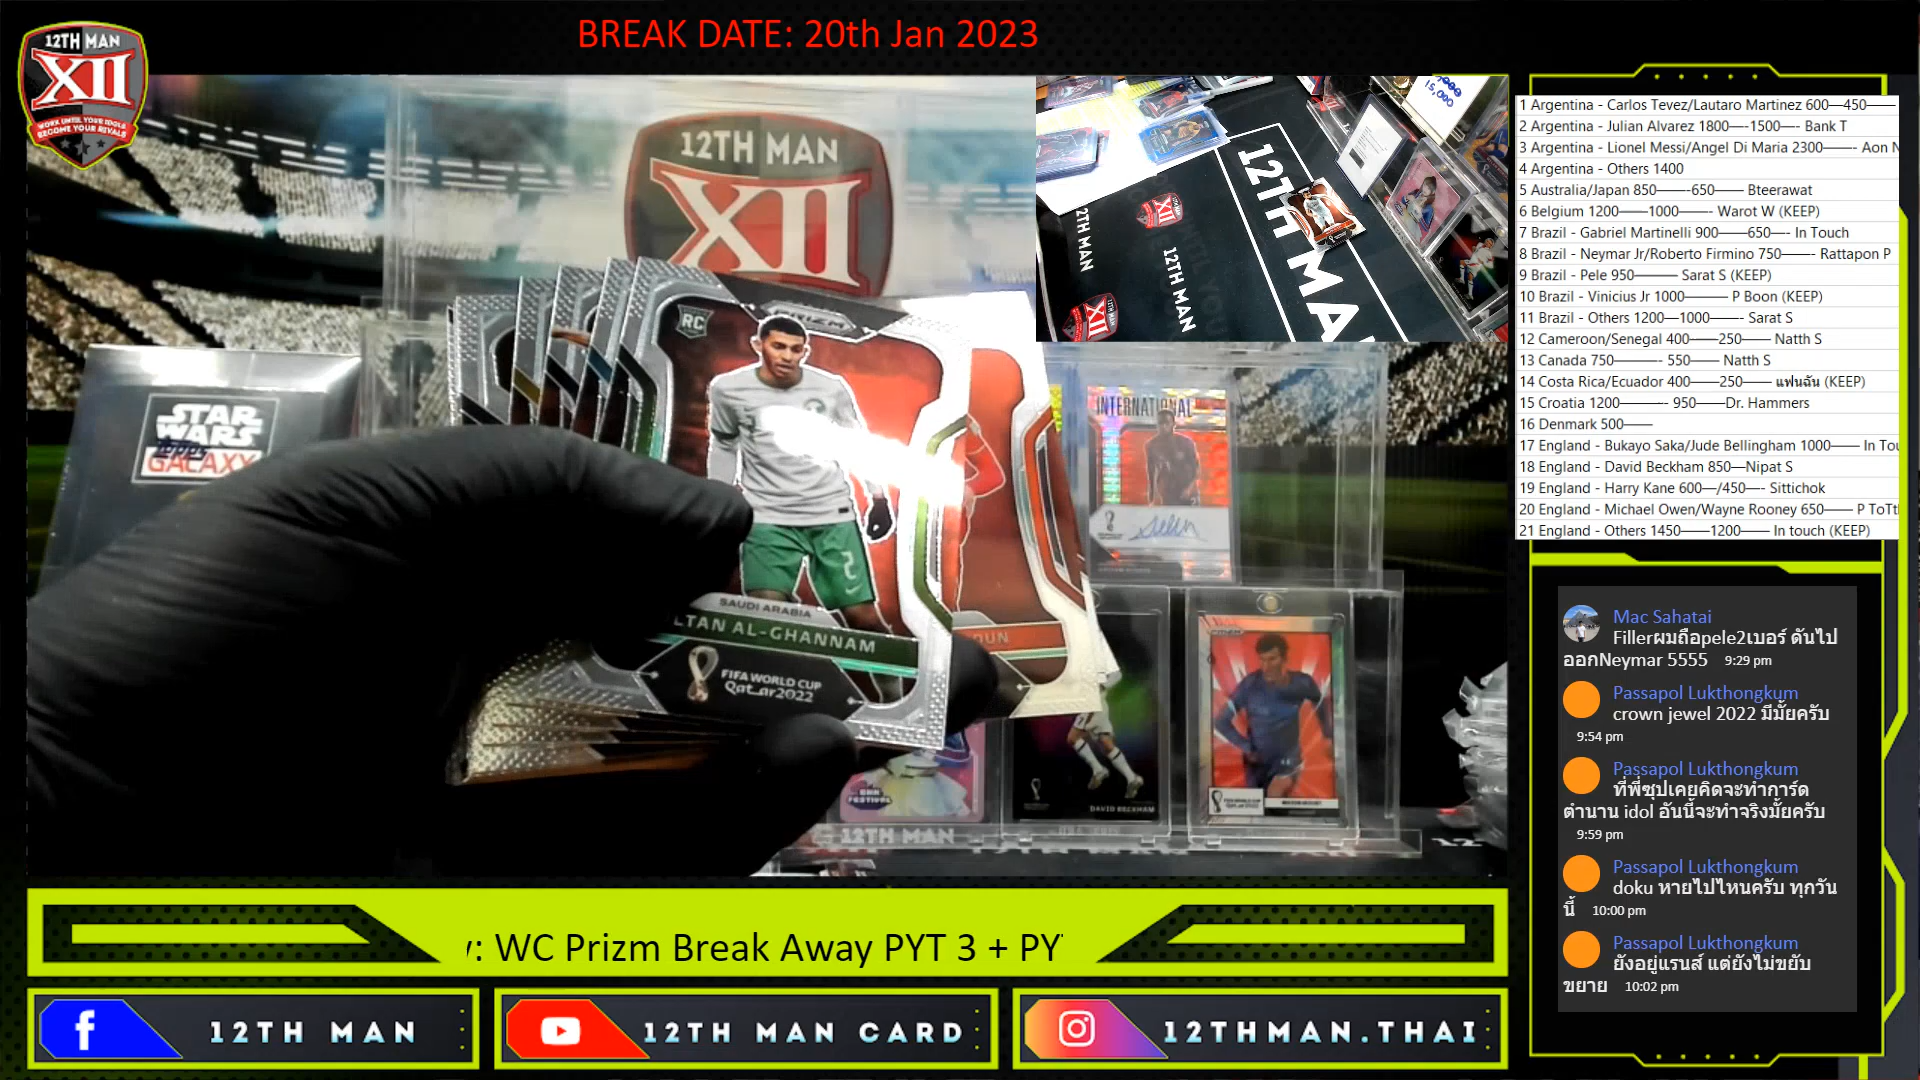 BREAK DATE: 20th Jan 2023
12TH MAN
XII
WORK UNTIL YOUR IDOLS
BECOME YOUR RIVALS
12TH MAN
XII
15,000
12TH MAN
12TH MAN
12TH MA
XII
STAR
WARS
topps
GALAXY
RC
PRIZM
SAUDI ARABIA
LTAN AL-GHANNAM
FIFA WORLD CUP
Qatar2022
INTERNATIONAL
DAVID BECKHAM
12TH MAN
1 Argentina - Carlos Tevez/Lautaro Martinez 600—450——
2 Argentina - Julian Alvarez 1800—-1500—- Bank T
3 Argentina - Lionel Messi/Angel Di Maria 2300——- Aon N
4 Argentina - Others 1400
5 Australia/Japan 850——-650—— Bteerawat
6 Belgium 1200——1000——- Warot W (KEEP)
7 Brazil - Gabriel Martinelli 900——650—- In Touch
8 Brazil - Neymar Jr/Roberto Firmino 750——- Rattapon P
9 Brazil - Pele 950——— Sarat S (KEEP)
10 Brazil - Vinicius Jr 1000——— P Boon (KEEP)
11 Brazil - Others 1200—1000——- Sarat S
12 Cameroon/Senegal 400——250—— Natth S
13 Canada 750———- 550—— Natth S
14 Costa Rica/Ecuador 400——250—— แฟนฉัน (KEEP)
15 Croatia 1200———- 950——Dr. Hammers
16 Denmark 500——
17 England - Bukayo Saka/Jude Bellingham 1000—— In Tou
18 England - David Beckham 850—Nipat S
19 England - Harry Kane 600—/450—- Sittichok
20 England - Michael Owen/Wayne Rooney 650—— P ToTt
21 England - Others 1450——1200—— In touch (KEEP)
Mac Sahatai
Fillerผมถือpele2เบอร์ ดันไป
ออกNeymar 5555 9:29 pm
Passapol Lukthongkum
crown jewel 2022 มีมั้ยครับ
9:54 pm
Passapol Lukthongkum
ที่พี่ซุปเคยคิดจะทำการ์ด
ตำนาน idol อันนี้จะทำจริงมั้ยครับ
9:59 pm
Passapol Lukthongkum
doku หายไปไหนครับ ทุกวัน
นี้ 10:00 pm
Passapol Lukthongkum
ยังอยู่แรนส์ แต่ยังไม่ขยับ
ขยาย 10:02 pm
: WC Prizm Break Away PYT 3 + PY
12TH MAN
12TH MAN CARD
12THMAN.THAI